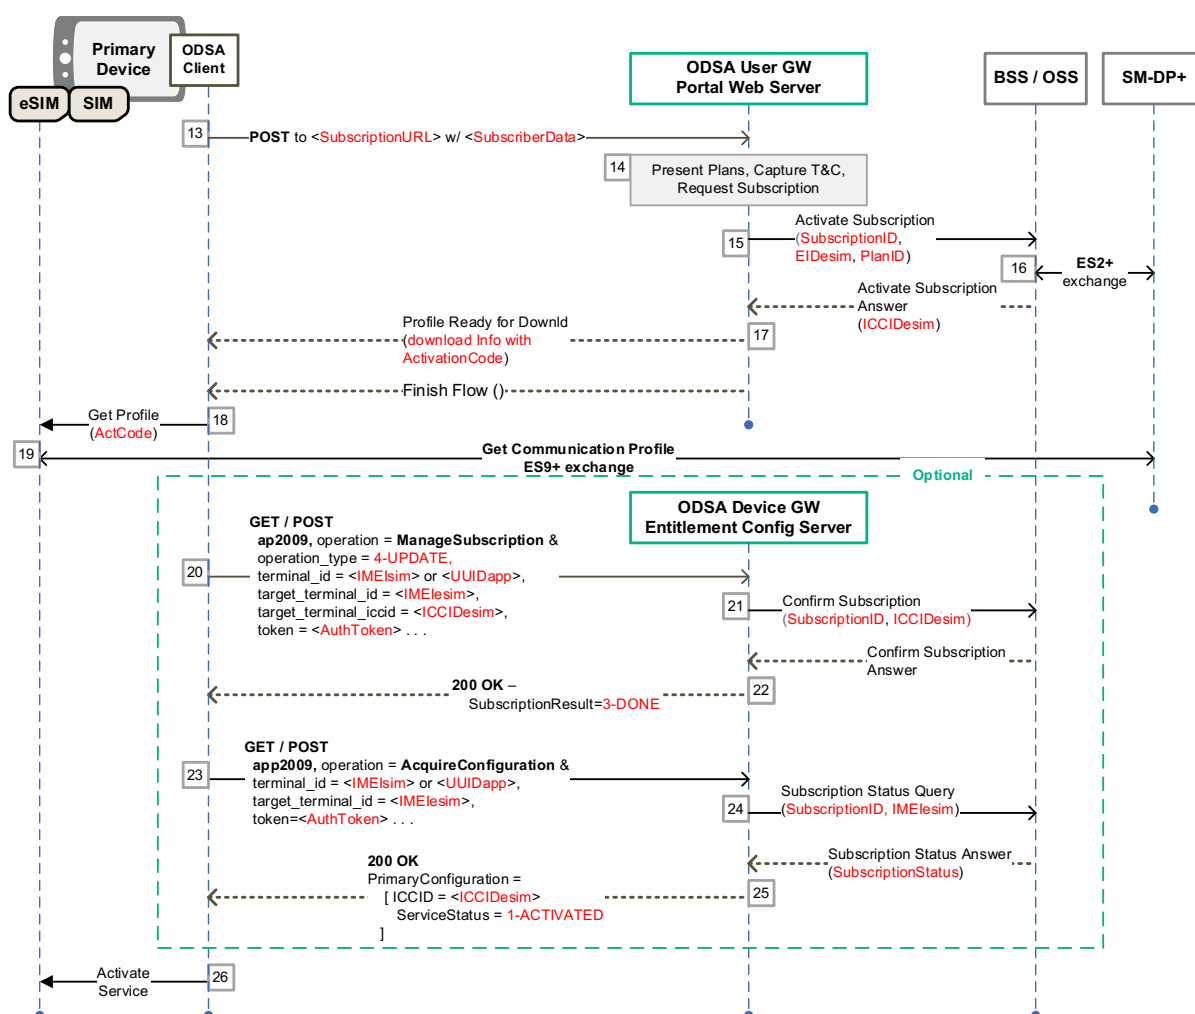 Primary
Device
ODSA
Client
eSIM
SIM
ODSA User GW
Portal Web Server
BSS / OSS
SM-DP+
13
POST to <SubscriptionURL> w/ <SubscriberData>
14
Present Plans, Capture T&C,
Request Subscription
15
Activate Subscription
(SubscriptionID,
EIDesim, PlanID)
16
ES2+
exchange
Activate Subscription
Answer
(ICCIDesim)
17
Profile Ready for Downld
(download Info with
ActivationCode)
Finish Flow ()
18
Get Profile
(ActCode)
19
Get Communication Profile
ES9+ exchange
Optional
ODSA Device GW
Entitlement Config Server
GET / POST
ap2009, operation = ManageSubscription &
operation_type = 4-UPDATE,
terminal_id = <IMEIsim> or <UUIDapp>,
target_terminal_id = <IMEIesim>,
target_terminal_iccid = <ICCIDesim>,
token = <AuthToken> . . .
20
21
Confirm Subscription
(SubscriptionID, ICCIDesim)
Confirm Subscription
Answer
22
200 OK –
SubscriptionResult=3-DONE
GET / POST
app2009, operation = AcquireConfiguration &
terminal_id = <IMEIsim> or <UUIDapp>,
target_terminal_id = <IMEIesim>,
token=<AuthToken> . . .
23
24
Subscription Status Query
(SubscriptionID, IMEIesim)
Subscription Status Answer
(SubscriptionStatus)
25
200 OK
PrimaryConfiguration =
[ ICCID = <ICCIDesim>
ServiceStatus = 1-ACTIVATED
]
26
Activate
Service